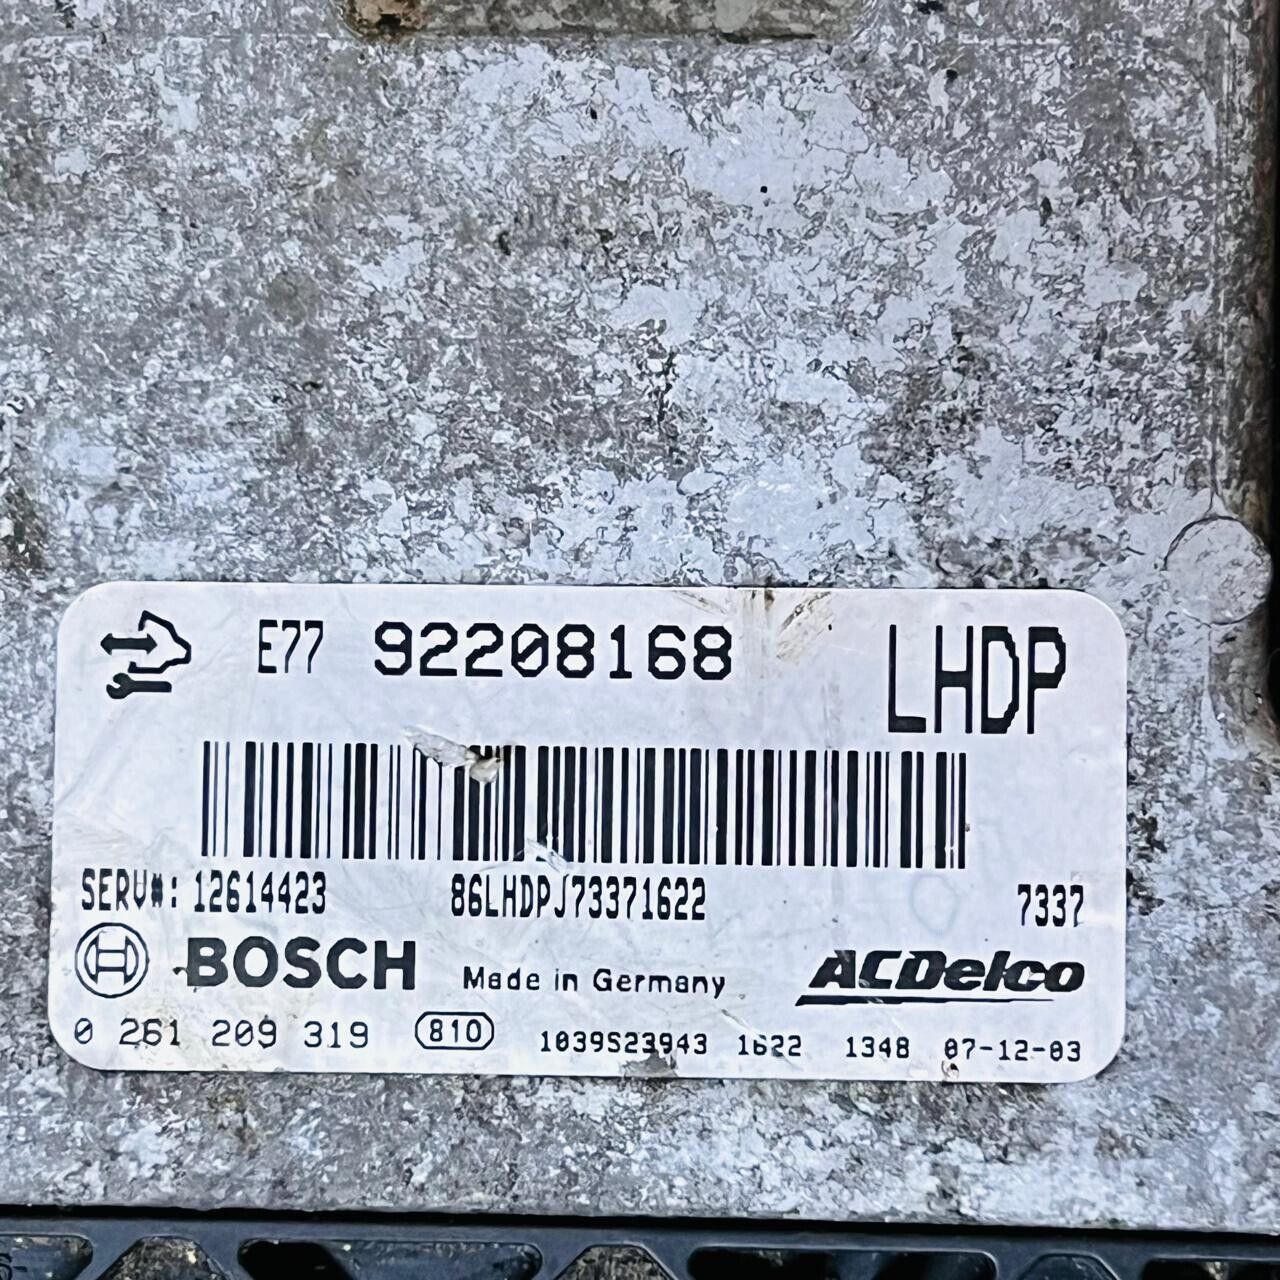 E77 92208168 LHDP
SERV#: 12614423 86LHDPJ73371622 7337
BOSCH Made in Germany ACDelco
0 261 209 319 810 1039S23943 1622 1348 07-12-03